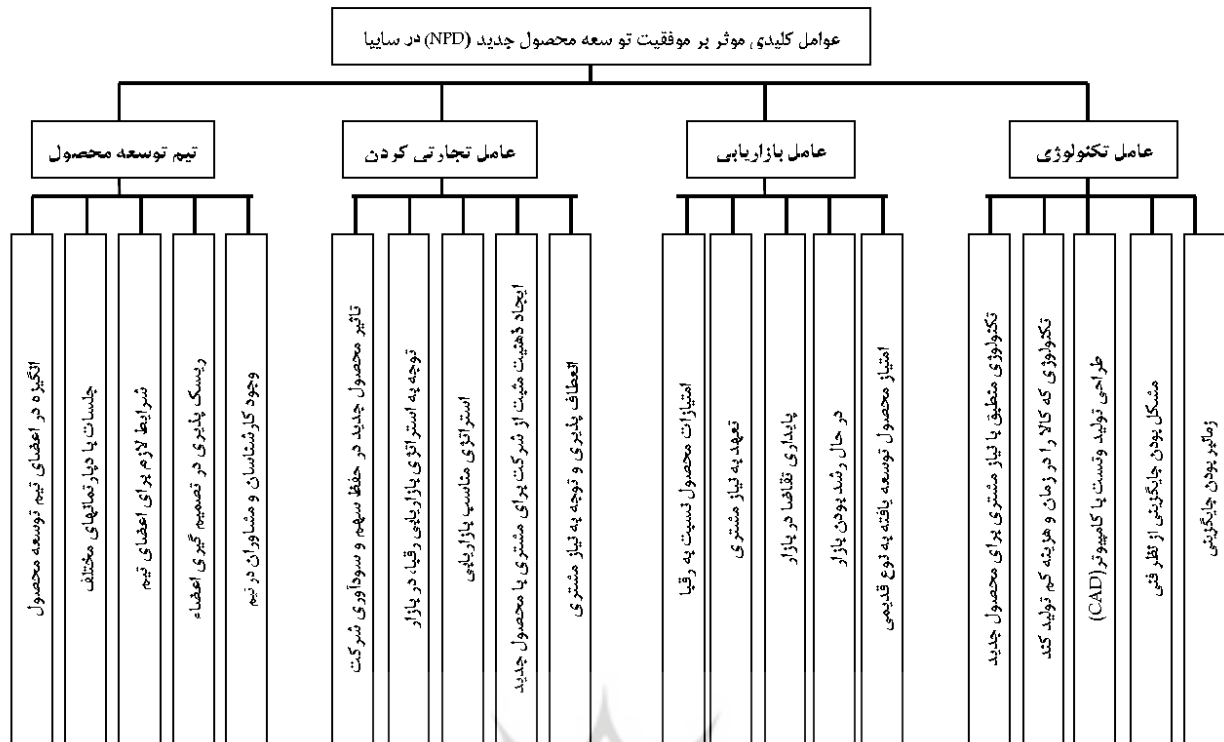 عوامل کلیدی موثر بر موفقیت تو سعه محصول جدید (NPD) در سایپا
عامل تکنولوژی
عامل بازاریابی
عامل تجارتی کردن
تیم توسعه محصول
زمانبر بودن جایگزینی
مشکل بودن جایگزینی از نظر فنی
طراحی تولید وتست با کامپیوتر (CAD)
تکنولوژی که کالا را در زمان و هزینه کم تولید کند
تکنولوژی منطبق با نیاز مشتری برای محصول جدید
امتیاز محصول توسعه یافته به نوع قدیمی
در حال رشد بودن بازار
پایداری تقاضا در بازار
تعهد به نیاز مشتری
امتیازات محصول نسبت به رقبا
انعطاف پذیری و توجه به نیاز مشتری
ایجاد ذهنیت مثبت از شرکت برای مشتری با محصول جدید
استراتژی مناسب بازاریابی
توجه به استراتژی بازاریابی رقبا، در بازار
تاثیر محصول جدید در حفظ سهم و سودآوری شرکت
وجود کارشناسان و مشاوران در تیم
ریسک پذیری در تصمیم گیری اعضاء
شرایط لازم برای اعضای تیم
جلسات با دپارتمانهای مختلف
انگیزه در اعضای تیم توسعه محصول